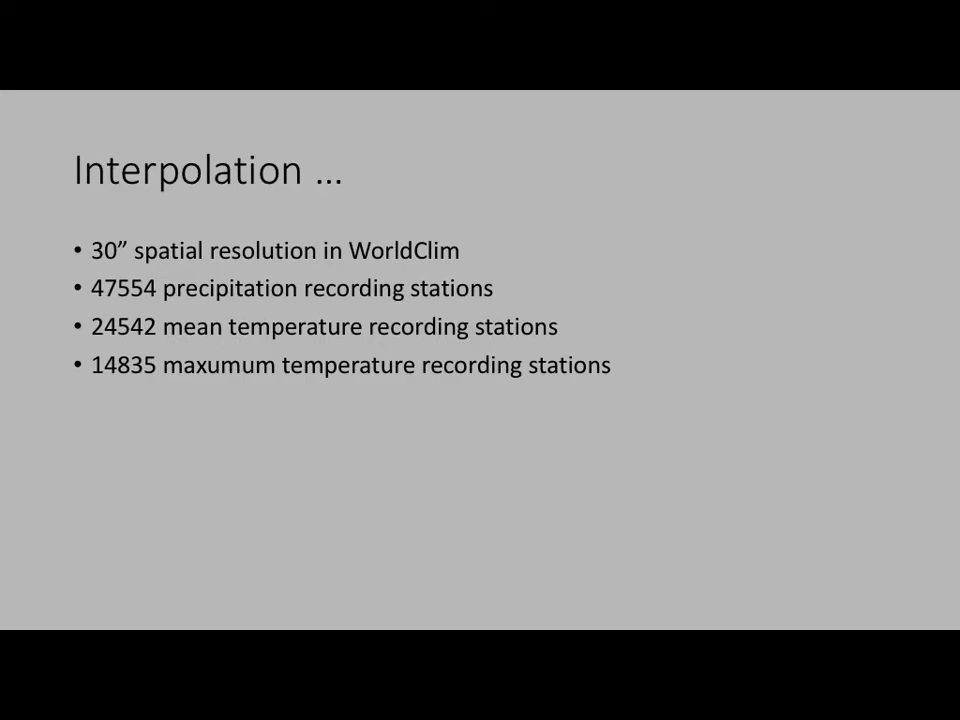 Interpolation …
• 30” spatial resolution in WorldClim
• 47554 precipitation recording stations
• 24542 mean temperature recording stations
• 14835 maxumum temperature recording stations